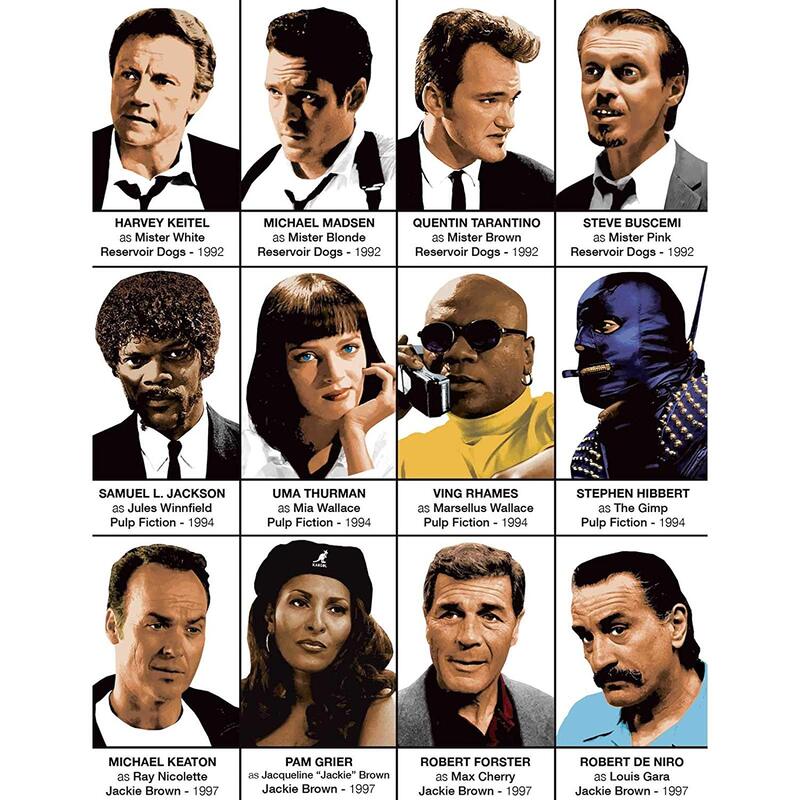 HARVEY KEITEL
as Mister White
Reservoir Dogs - 1992
MICHAEL MADSEN
as Mister Blonde
Reservoir Dogs - 1992
QUENTIN TARANTINO
as Mister Brown
Reservoir Dogs - 1992
STEVE BUSCEMI
as Mister Pink
Reservoir Dogs - 1992
SAMUEL L. JACKSON
as Jules Winnfield
Pulp Fiction - 1994
UMA THURMAN
as Mia Wallace
Pulp Fiction - 1994
VING RHAMES
as Marsellus Wallace
Pulp Fiction - 1994
STEPHEN HIBBERT
as The Gimp
Pulp Fiction - 1994
KANGOL
MICHAEL KEATON
as Ray Nicolette
Jackie Brown - 1997
PAM GRIER
as Jacqueline "Jackie" Brown
Jackie Brown - 1997
ROBERT FORSTER
as Max Cherry
Jackie Brown - 1997
ROBERT DE NIRO
as Louis Gara
Jackie Brown - 1997